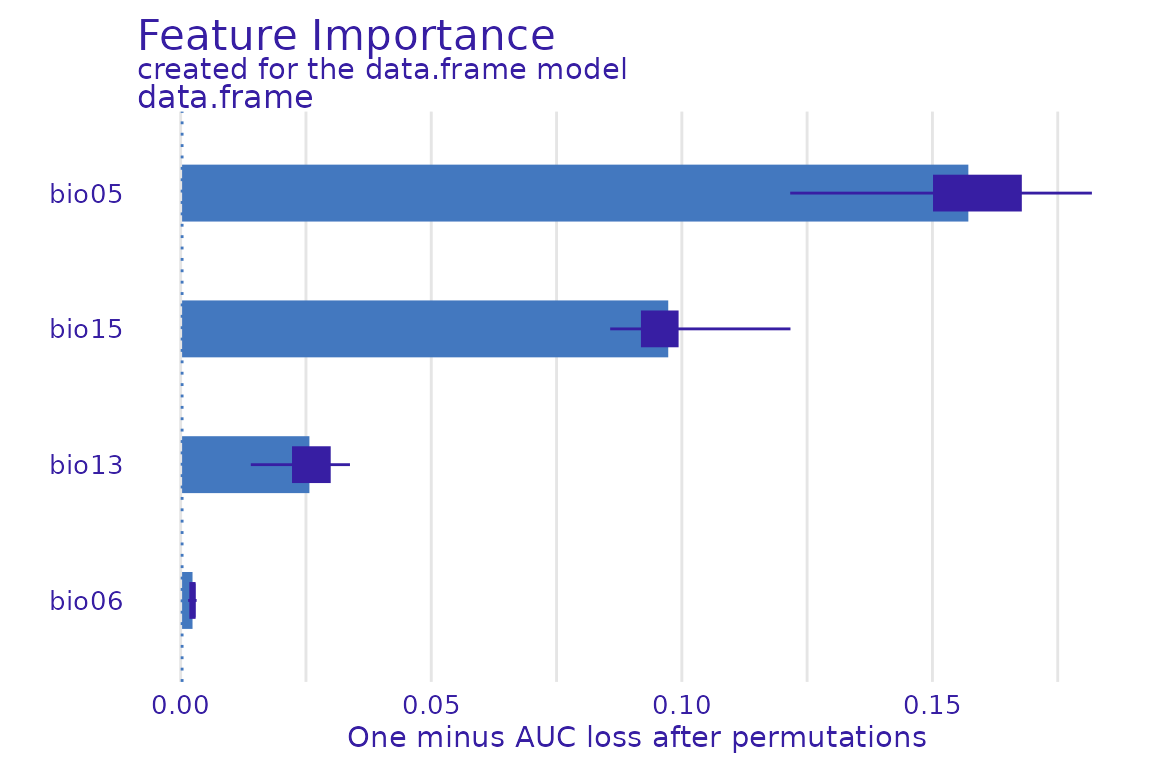 Feature Importance
created for the data.frame model
data.frame
bio05
bio15
bio13
bio06
0.00 0.05 0.10 0.15
One minus AUC loss after permutations